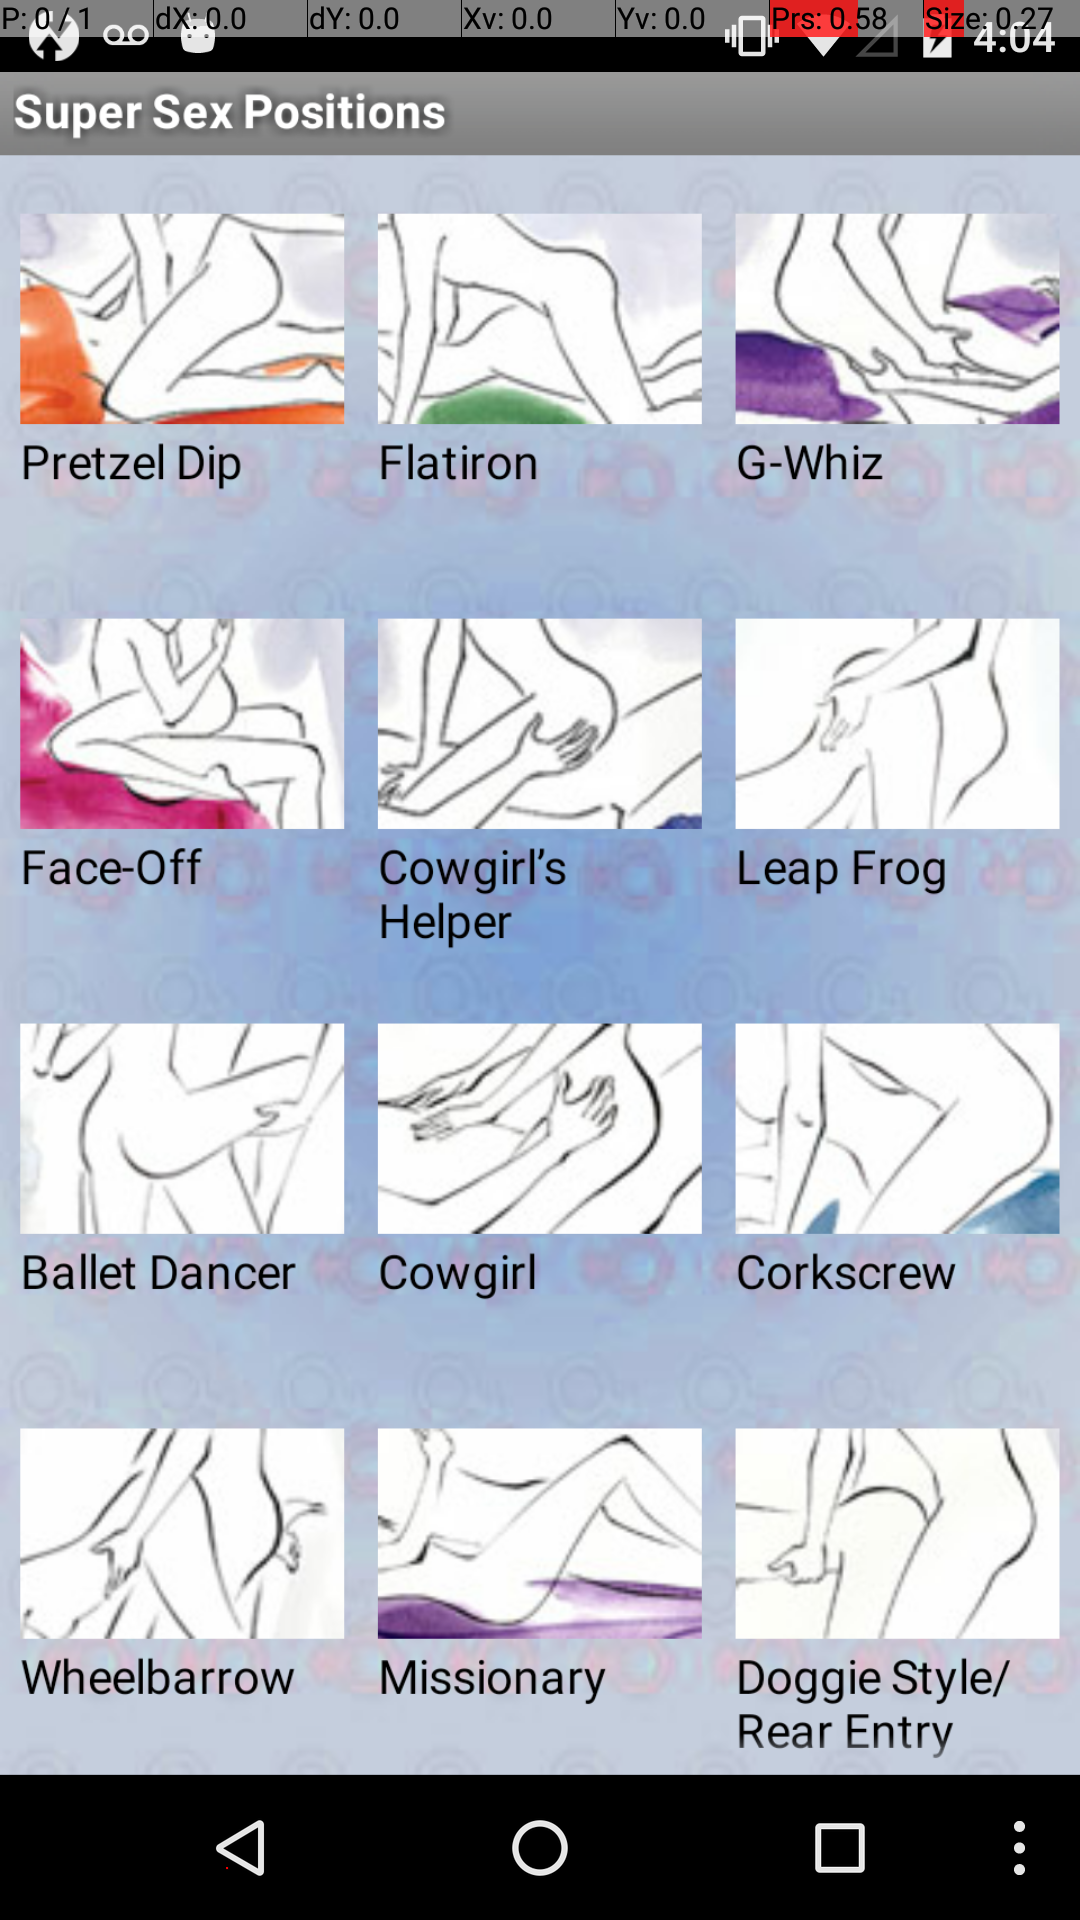 P: 0 / 1 dX: 0.0 dY: 0.0 Xv: 0.0 Yv: 0.0 Prs: 0.58 Size: 0.27
4:04
Super Sex Positions
Pretzel Dip Flatiron G-Whiz
Face-Off Cowgirl’s Leap Frog
Helper
Ballet Dancer Cowgirl Corkscrew
Wheelbarrow Missionary Doggie Style/
Rear Entry